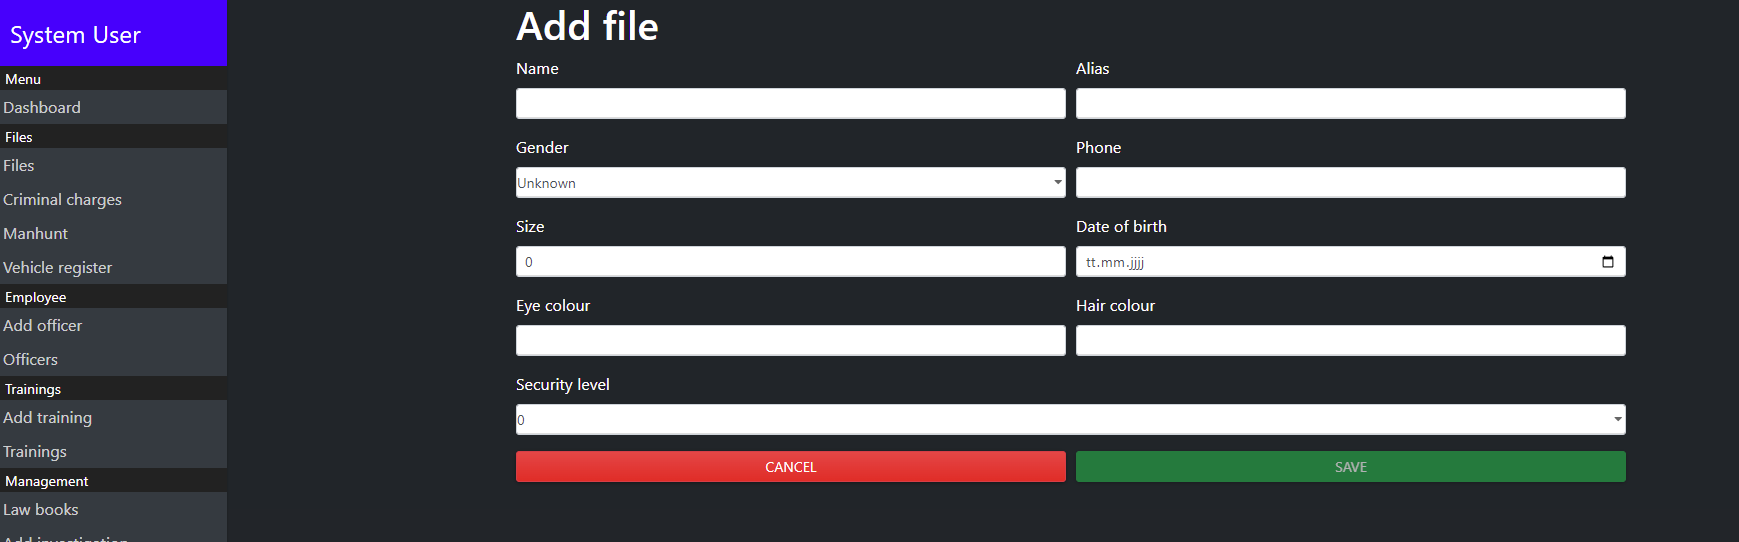 System User
Menu
Dashboard
Files
Files
Criminal charges
Manhunt
Vehicle register
Employee
Add officer
Officers
Trainings
Add training
Trainings
Management
Law books
Add investigation
Add file
Name Alias
Gender Phone
Unknown
Size Date of birth
0 tt.mm.jjjj
Eye colour Hair colour
Security level
0
CANCEL SAVE